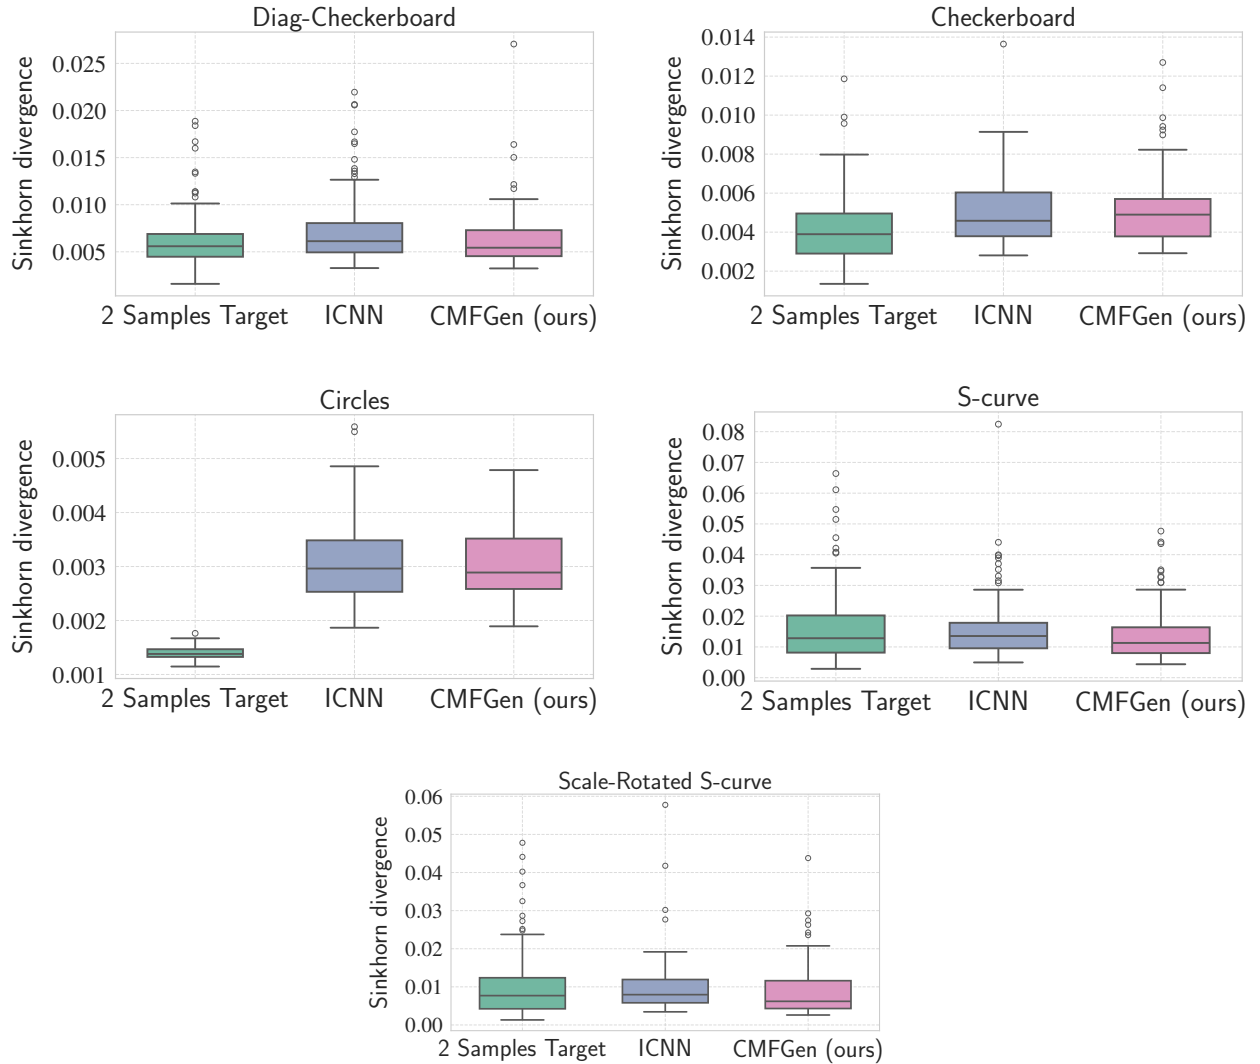 Diag-Checkerboard
Sinkhorn divergence
0.025
0.020
0.015
0.010
0.005
2 Samples Target ICNN CMFGen (ours)
Checkerboard
Sinkhorn divergence
0.014
0.012
0.010
0.008
0.006
0.004
0.002
2 Samples Target ICNN CMFGen (ours)
Circles
Sinkhorn divergence
0.005
0.004
0.003
0.002
0.001
2 Samples Target ICNN CMFGen (ours)
S-curve
Sinkhorn divergence
0.08
0.07
0.06
0.05
0.04
0.03
0.02
0.01
0.00
2 Samples Target ICNN CMFGen (ours)
Scale-Rotated S-curve
Sinkhorn divergence
0.06
0.05
0.04
0.03
0.02
0.01
0.00
2 Samples Target ICNN CMFGen (ours)